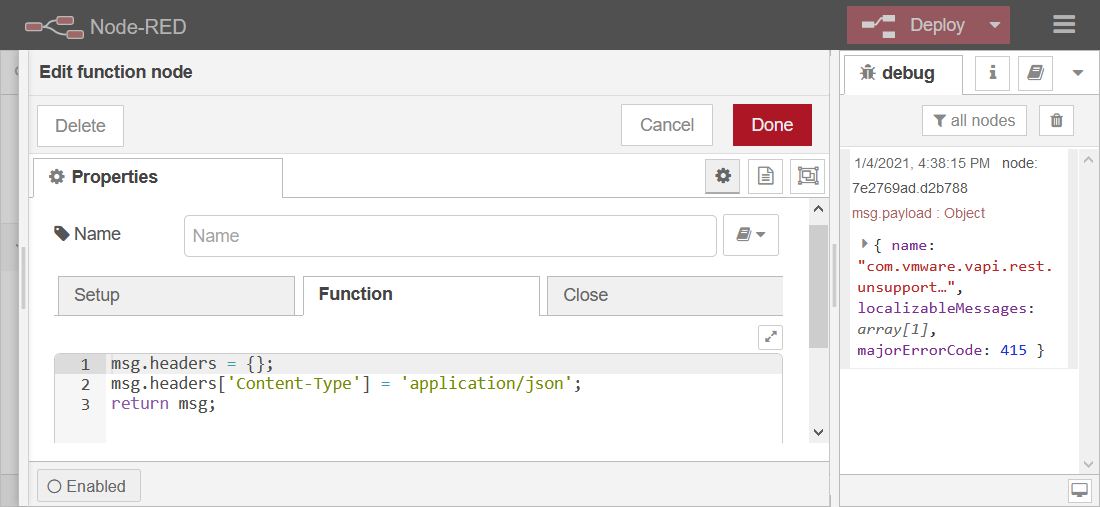 Node-RED
Deploy
Edit function node
Delete
Cancel
Done
Properties
Name
Name
Setup
Function
Close
1 msg.headers = {};
2 msg.headers['Content-Type'] = 'application/json';
3 return msg;
Enabled
debug
i
all nodes
1/4/2021, 4:38:15 PM node:
7e2769ad.d2b788
msg.payload : Object
{ name:
"com.vmware.vapi.rest.
unsupport…",
localizableMessages:
array[1],
majorErrorCode: 415 }